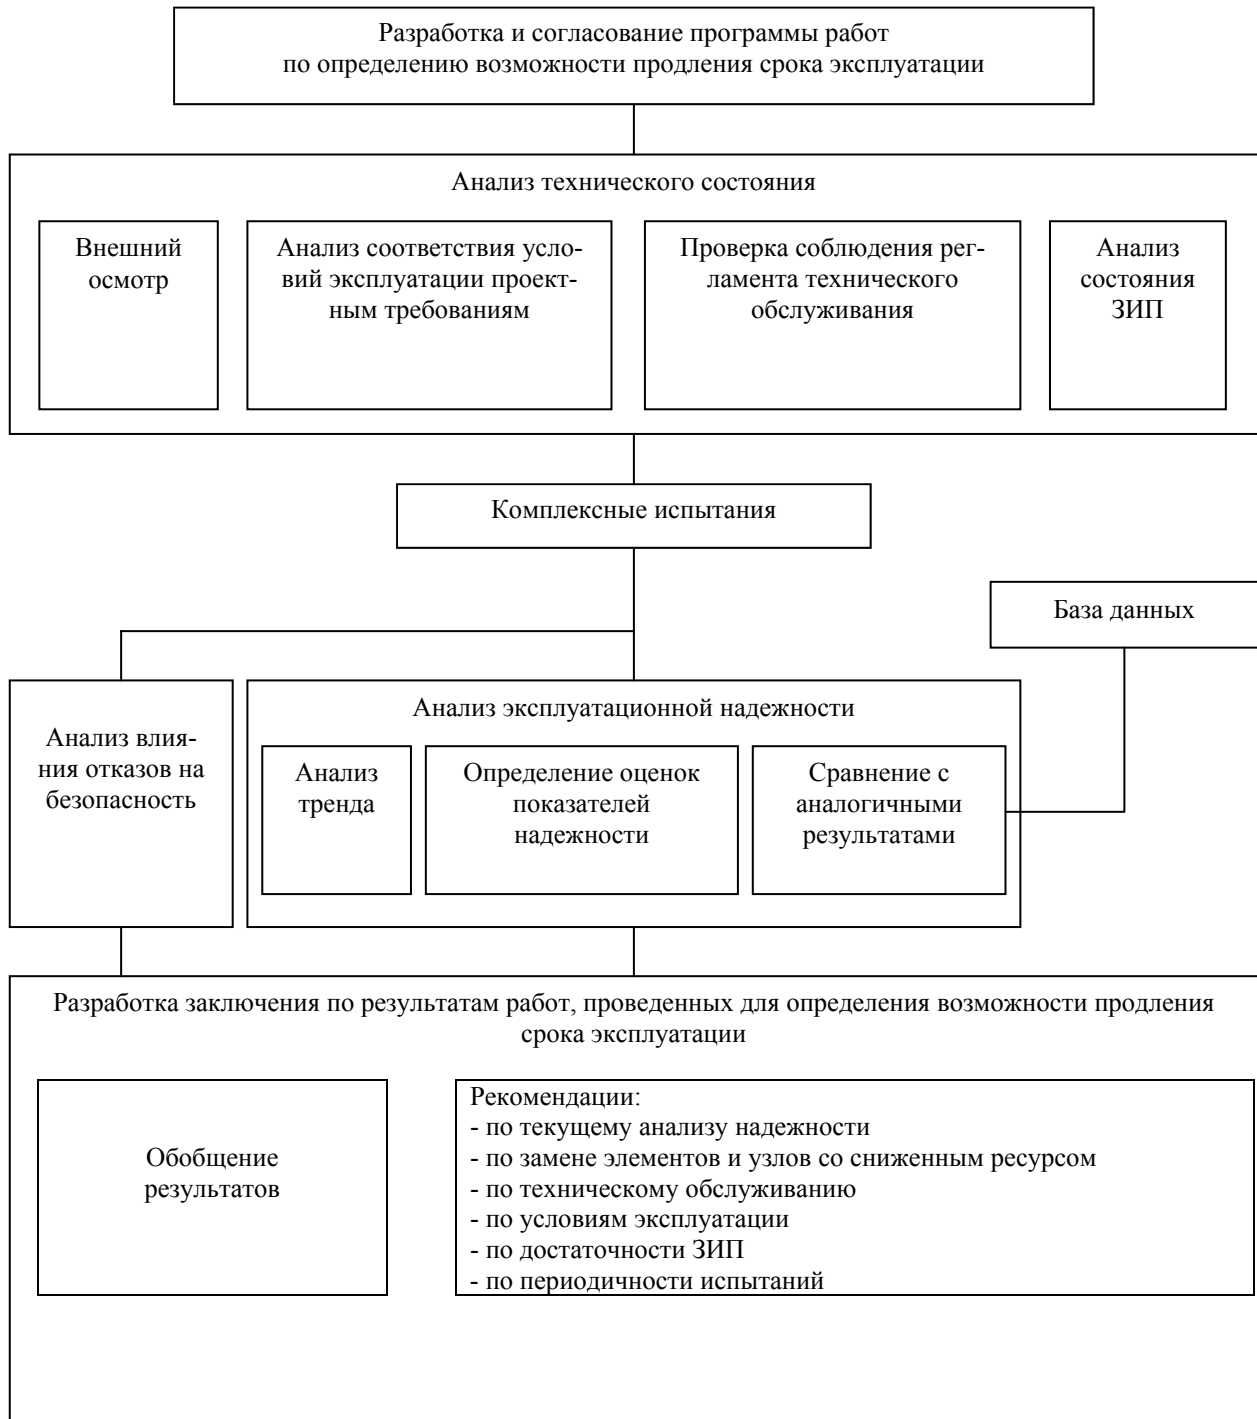 Разработка и согласование программы работ
по определению возможности продления срока эксплуатации
Анализ технического состояния
Внешний
осмотр
Анализ соответствия усло-
вий эксплуатации проект-
ным требованиям
Проверка соблюдения рег-
ламента технического
обслуживания
Анализ
состояния
ЗИП
Комплексные испытания
База данных
Анализ влия-
ния отказов на
безопасность
Анализ эксплуатационной надежности
Анализ
тренда
Определение оценок
показателей
надежности
Сравнение с
аналогичными
результатами
Разработка заключения по результатам работ, проведенных для определения возможности продления
срока эксплуатации
Обобщение
результатов
Рекомендации:
- по текущему анализу надежности
- по замене элементов и узлов со сниженным ресурсом
- по техническому обслуживанию
- по условиям эксплуатации
- по достаточности ЗИП
- по периодичности испытаний